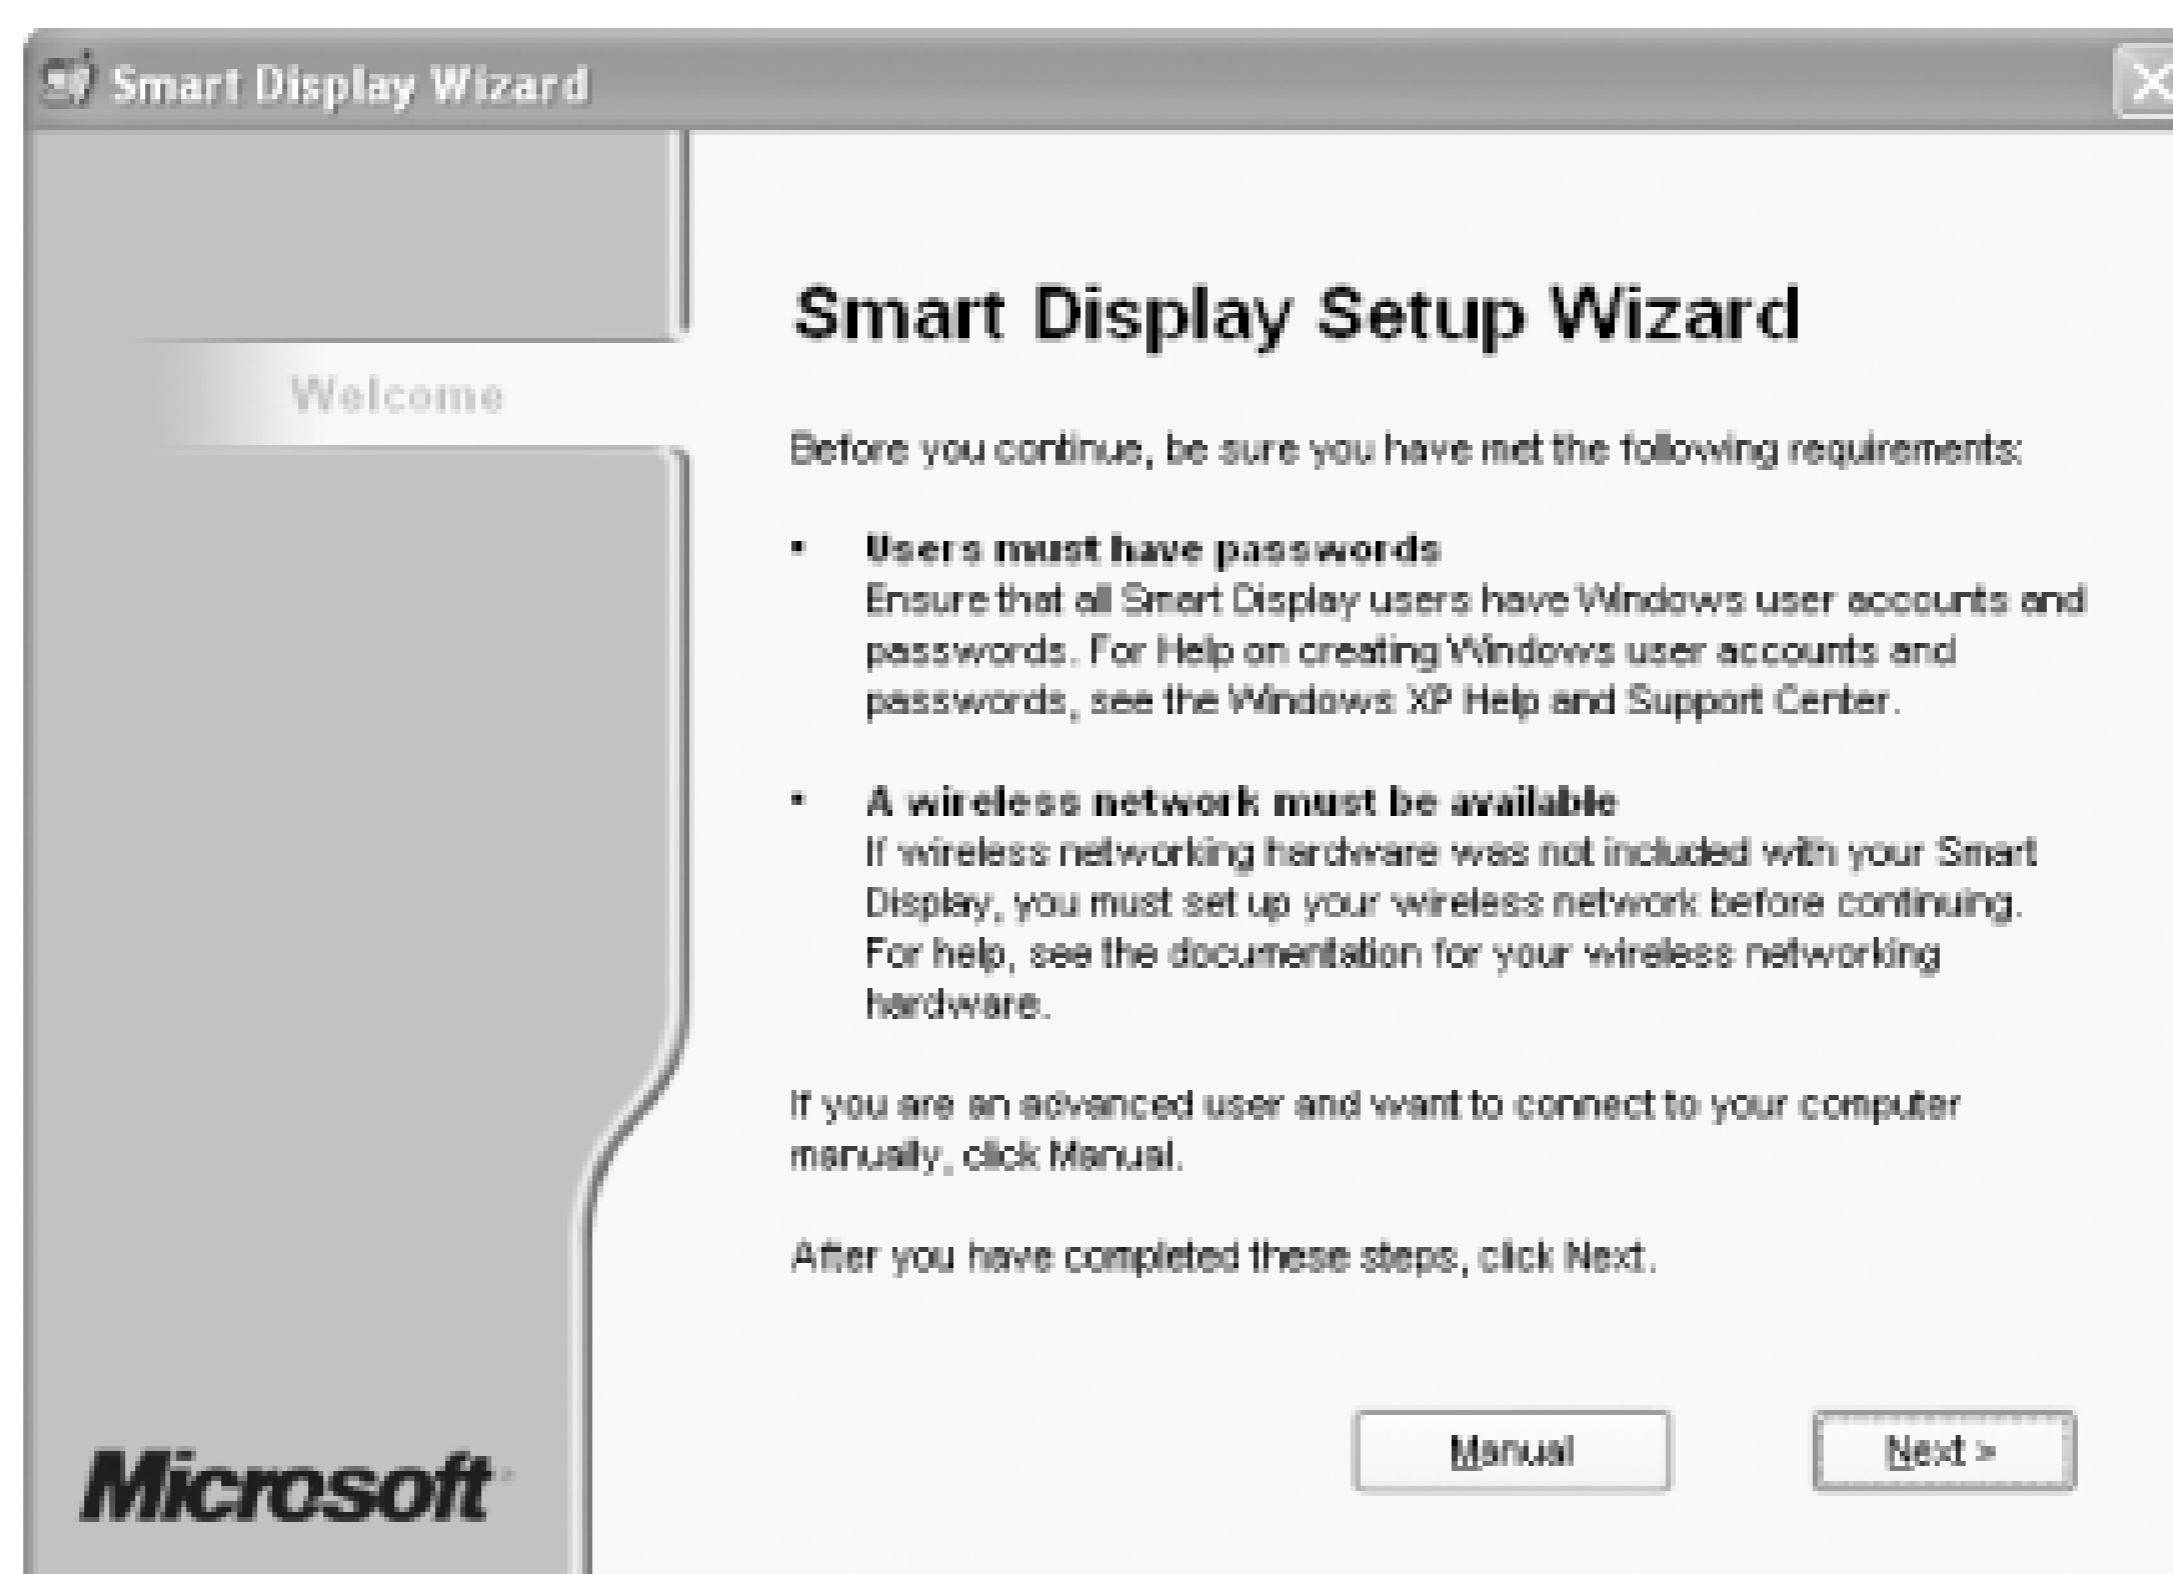 Smart Display Wizard
Welcome
Smart Display Setup Wizard
Before you continue, be sure you have met the following requirements:
• Users must have passwords
Ensure that all Smart Display users have Windows user accounts and
passwords. For Help on creating Windows user accounts and
passwords, see the Windows XP Help and Support Center.
• A wireless network must be available
If wireless networking hardware was not included with your Smart
Display, you must set up your wireless network before continuing.
For help, see the documentation for your wireless networking
hardware.
If you are an advanced user and want to connect to your computer
manually, click Manual.
After you have completed these steps, click Next.
Manual
Next >
Microsoft